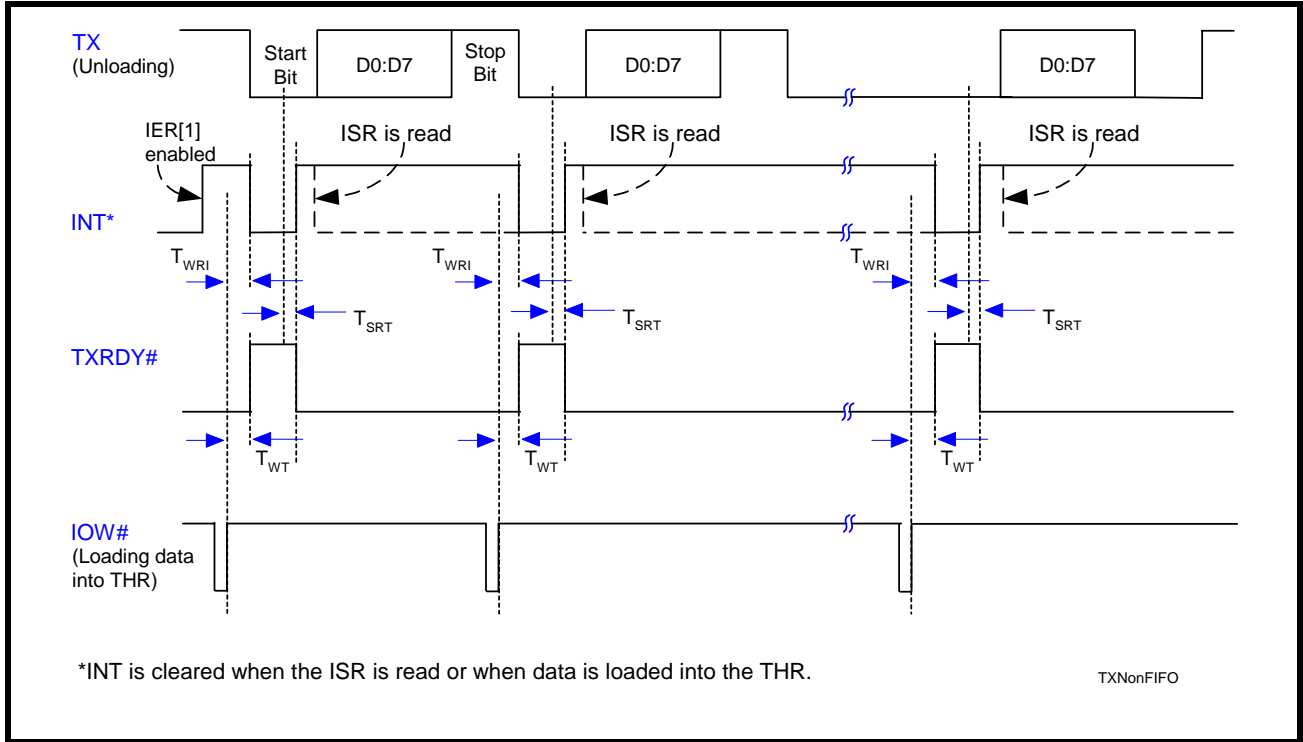 TX
(Unloading)
Start
Bit
D0:D7
Stop
Bit
D0:D7
D0:D7
IER[1]
enabled
ISR is read
ISR is read
ISR is read
INT*
TWRI
TWRI
TWRI
TSRT
TSRT
TSRT
TXRDY#
TWT
TWT
TWT
IOW#
(Loading data
into THR)
*INT is cleared when the ISR is read or when data is loaded into the THR.
TXNonFIFO